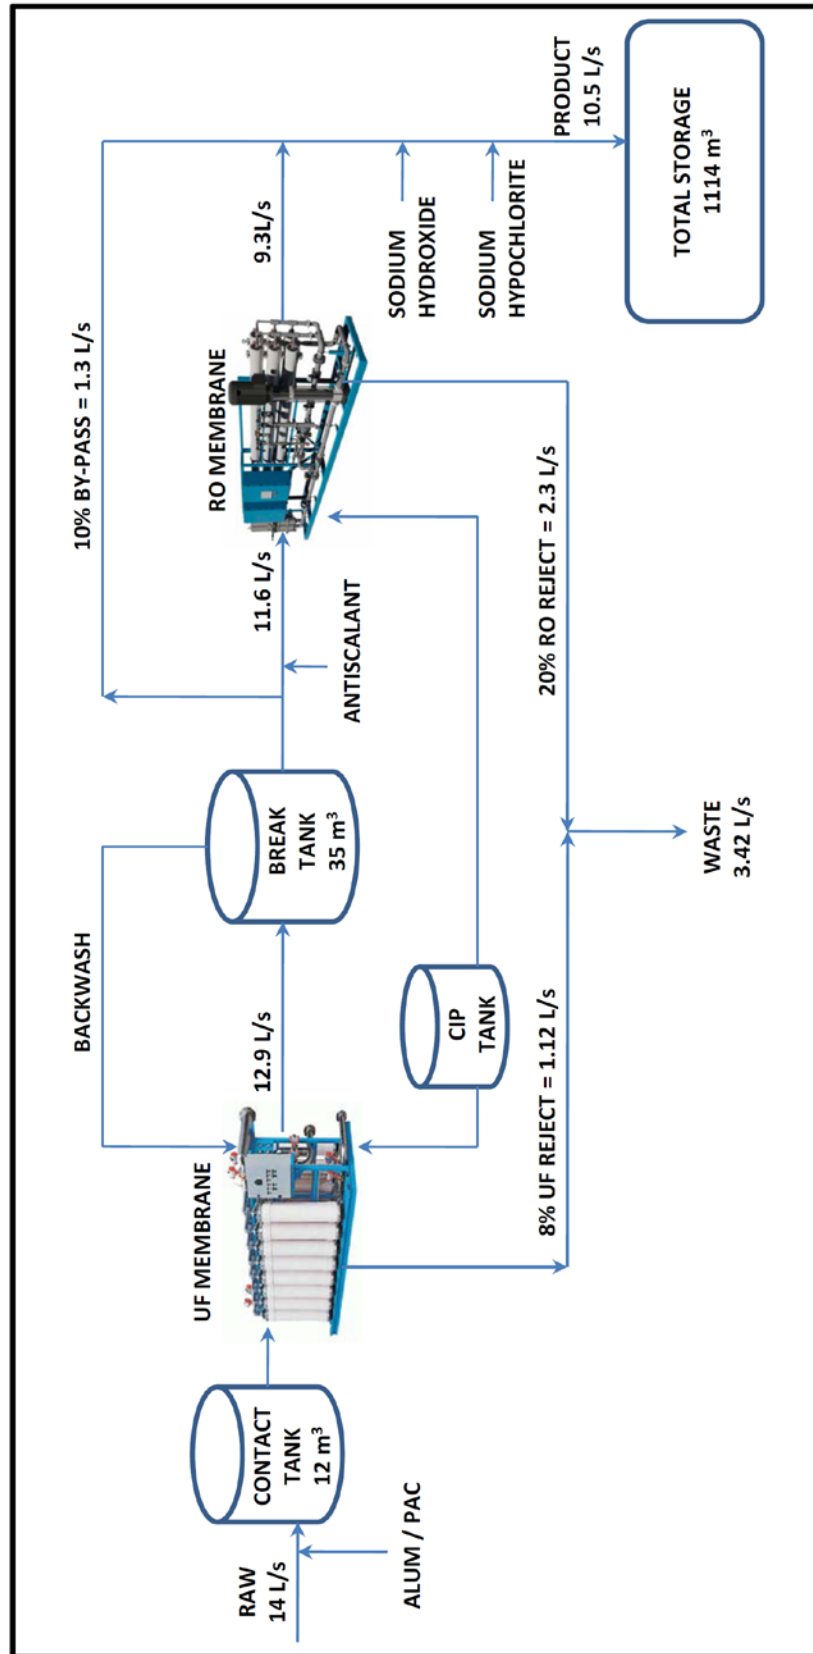 RAW
14 L/s
ALUM / PAC
CONTACT
TANK
12 m³
UF MEMBRANE
BACKWASH
12.9 L/s
BREAK
TANK
35 m³
CIP
TANK
8% UF REJECT = 1.12 L/s
WASTE
3.42 L/s
10% BY-PASS = 1.3 L/s
ANTISCALANT
11.6 L/s
RO MEMBRANE
20% RO REJECT = 2.3 L/s
9.3L/s
SODIUM
HYDROXIDE
SODIUM
HYPOCHLORITE
PRODUCT
10.5 L/s
TOTAL STORAGE
1114 m³